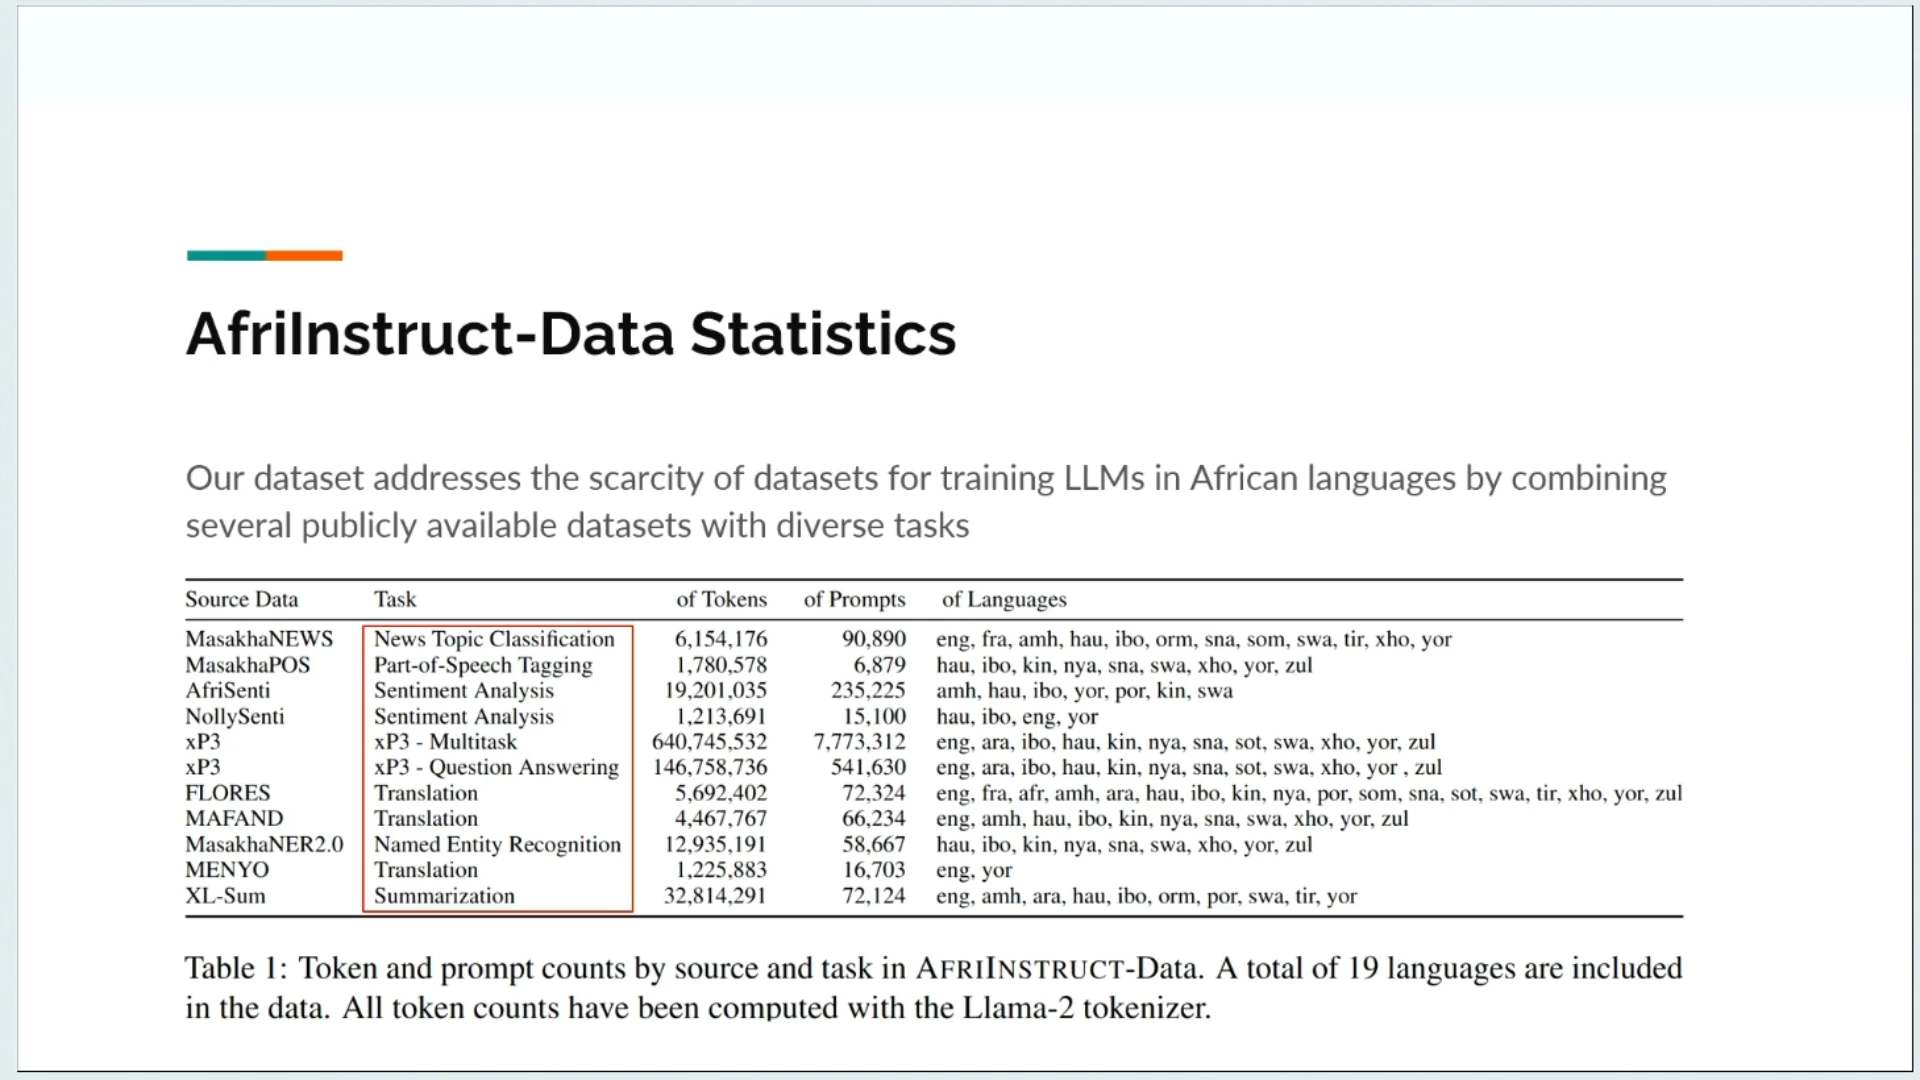 AfriInstruct-Data Statistics
Our dataset addresses the scarcity of datasets for training LLMs in African languages by combining
several publicly available datasets with diverse tasks
Source Data Task of Tokens of Prompts of Languages
MasakhaNEWS News Topic Classification 6,154,176 90,890 eng, fra, amh, hau, ibo, orm, sna, som, swa, tir, xho, yor
MasakhaPOS Part-of-Speech Tagging 1,780,578 6,879 hau, ibo, kin, nya, sna, swa, xho, yor, zul
AfriSenti Sentiment Analysis 19,201,035 235,225 amh, hau, ibo, yor, por, kin, swa
NollySenti Sentiment Analysis 1,213,691 15,100 hau, ibo, eng, yor
xP3 xP3 - Multitask 640,745,532 7,773,312 eng, ara, ibo, hau, kin, nya, sna, sot, swa, xho, yor, zul
xP3 xP3 - Question Answering 146,758,736 541,630 eng, ara, ibo, hau, kin, nya, sna, sot, swa, xho, yor , zul
FLORES Translation 5,692,402 72,324 eng, fra, afr, amh, ara, hau, ibo, kin, nya, por, som, sna, sot, swa, tir, xho, yor, zul
MAFAND Translation 4,467,767 66,234 eng, amh, hau, ibo, kin, nya, sna, swa, xho, yor, zul
MasakhaNER2.0 Named Entity Recognition 12,935,191 58,667 hau, ibo, kin, nya, sna, swa, xho, yor, zul
MENYO Translation 1,225,883 16,703 eng, yor
XL-Sum Summarization 32,814,291 72,124 eng, amh, ara, hau, ibo, orm, por, swa, tir, yor
Table 1: Token and prompt counts by source and task in AFRIINSTRUCT-Data. A total of 19 languages are included
in the data. All token counts have been computed with the Llama-2 tokenizer.